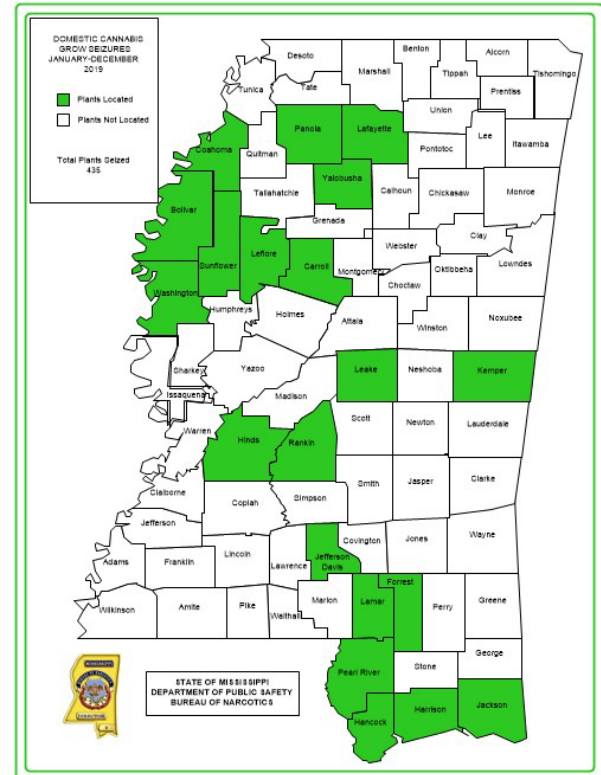 DOMESTIC CANNABIS
GROW SEIZURES
JANUARY-DECEMBER
2019
Plants Located
Plants Not Located
Total Plants Seized
435
Desoto
Benton
Alcorn
Tippah
Tishomingo
Marshall
Tunica
Tate
Prentiss
Union
Panola
Lafayette
Lee
Itawamba
Coahoma
Quitman
Pontotoc
Yalobusha
Tallahatchie
Calhoun
Chickasaw
Monroe
Bolivar
Grenada
Clay
Webster
Sunflower
Leflore
Carroll
Montgomery
Oktibbeha
Lowndes
Choctaw
Washington
Humphreys
Holmes
Attala
Winston
Noxubee
Sharkey
Yazoo
Leake
Neshoba
Kemper
Issaquena
Madison
Warren
Scott
Newton
Lauderdale
Hinds
Rankin
Claiborne
Copiah
Simpson
Smith
Jasper
Clarke
Jefferson
Covington
Jones
Wayne
Adams
Franklin
Lincoln
Lawrence
Jefferson
Davis
Wilkinson
Amite
Pike
Walthall
Marion
Lamar
Forrest
Perry
Greene
George
Pearl River
Stone
Hancock
Harrison
Jackson
STATE OF MISSISSIPPI
DEPARTMENT OF PUBLIC SAFETY
BUREAU OF NARCOTICS